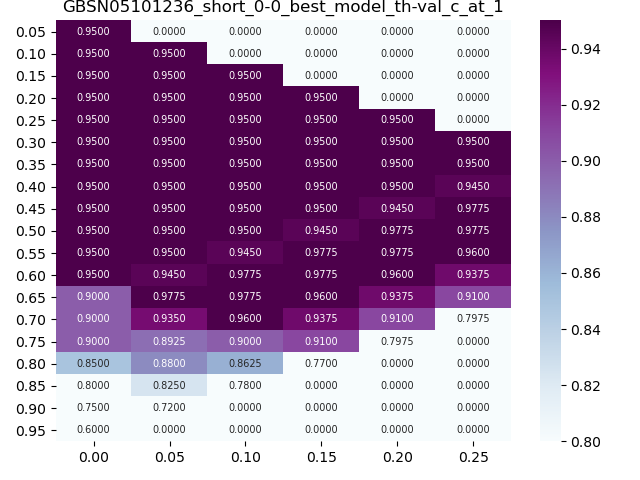 GBSN05101236_short_0-0_best_model_th-val_c_at_1
0.05 0.9500 0.0000 0.0000 0.0000 0.0000 0.0000
0.10 0.9500 0.9500 0.0000 0.0000 0.0000 0.0000
0.15 0.9500 0.9500 0.9500 0.0000 0.0000 0.0000
0.20 0.9500 0.9500 0.9500 0.9500 0.0000 0.0000
0.25 0.9500 0.9500 0.9500 0.9500 0.9500 0.0000
0.30 0.9500 0.9500 0.9500 0.9500 0.9500 0.9500
0.35 0.9500 0.9500 0.9500 0.9500 0.9500 0.9500
0.40 0.9500 0.9500 0.9500 0.9500 0.9500 0.9450
0.45 0.9500 0.9500 0.9500 0.9500 0.9450 0.9775
0.50 0.9500 0.9500 0.9500 0.9450 0.9775 0.9775
0.55 0.9500 0.9500 0.9450 0.9775 0.9775 0.9600
0.60 0.9500 0.9450 0.9775 0.9775 0.9600 0.9375
0.65 0.9000 0.9775 0.9775 0.9600 0.9375 0.9100
0.70 0.9000 0.9350 0.9600 0.9375 0.9100 0.7975
0.75 0.9000 0.8925 0.9000 0.9100 0.7975 0.0000
0.80 0.8500 0.8800 0.8625 0.7700 0.0000 0.0000
0.85 0.8000 0.8250 0.7800 0.0000 0.0000 0.0000
0.90 0.7500 0.7200 0.0000 0.0000 0.0000 0.0000
0.95 0.6000 0.0000 0.0000 0.0000 0.0000 0.0000
0.00 0.05 0.10 0.15 0.20 0.25
0.94
0.92
0.90
0.88
0.86
0.84
0.82
0.80